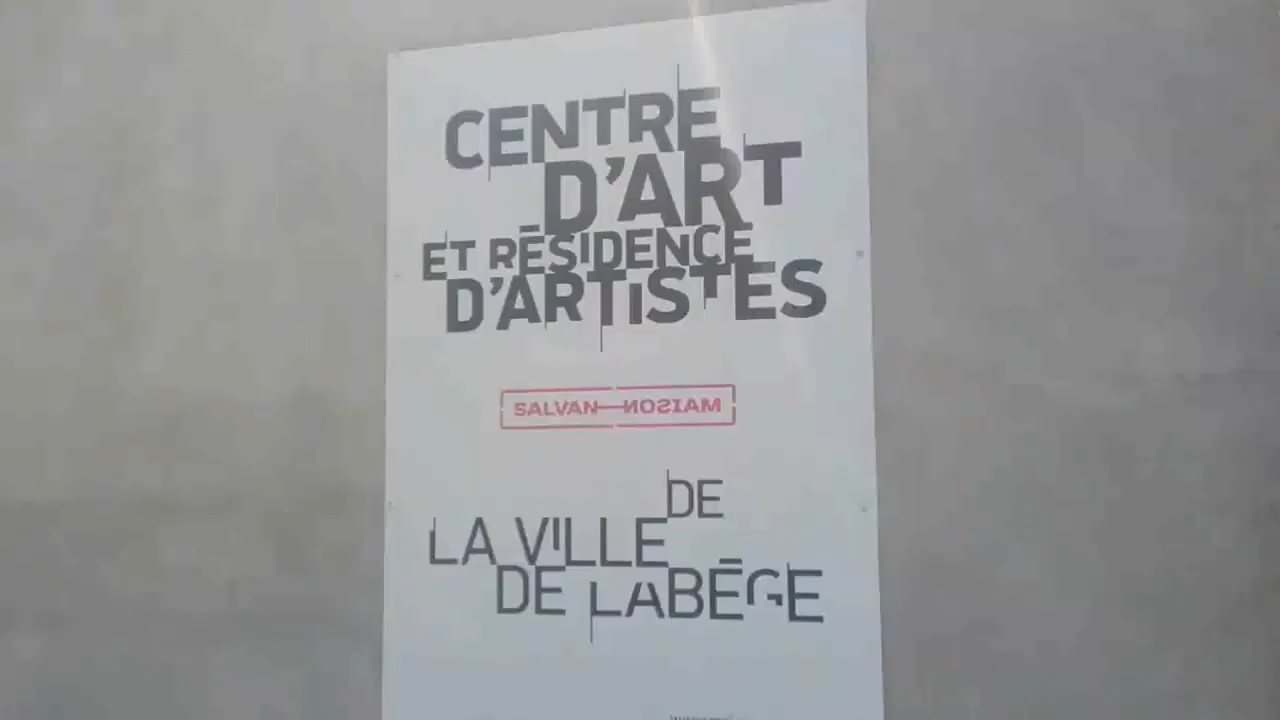 CENTRE
D'ART
ET RÉSIDENCE
D'ARTISTES
SALVAN—MAISON
DE
LA VILLE
DE LABÈGE